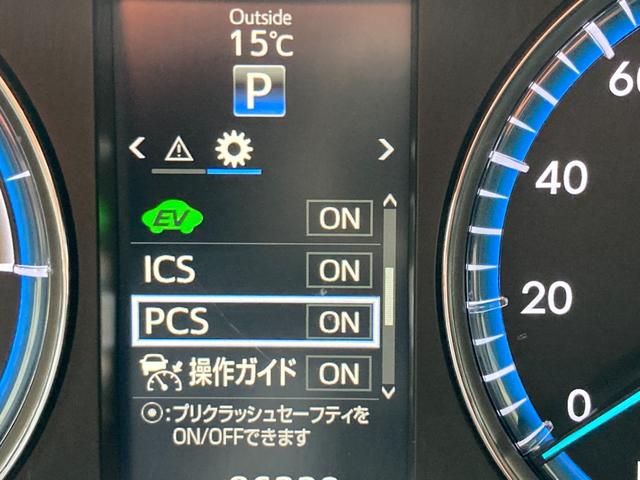 Outside
15℃
P
60
EV ON
40
ICS ON
20
PCS ON
操作ガイド ON
0
⦿:プリクラッシュセーフティを
ON/OFFできます